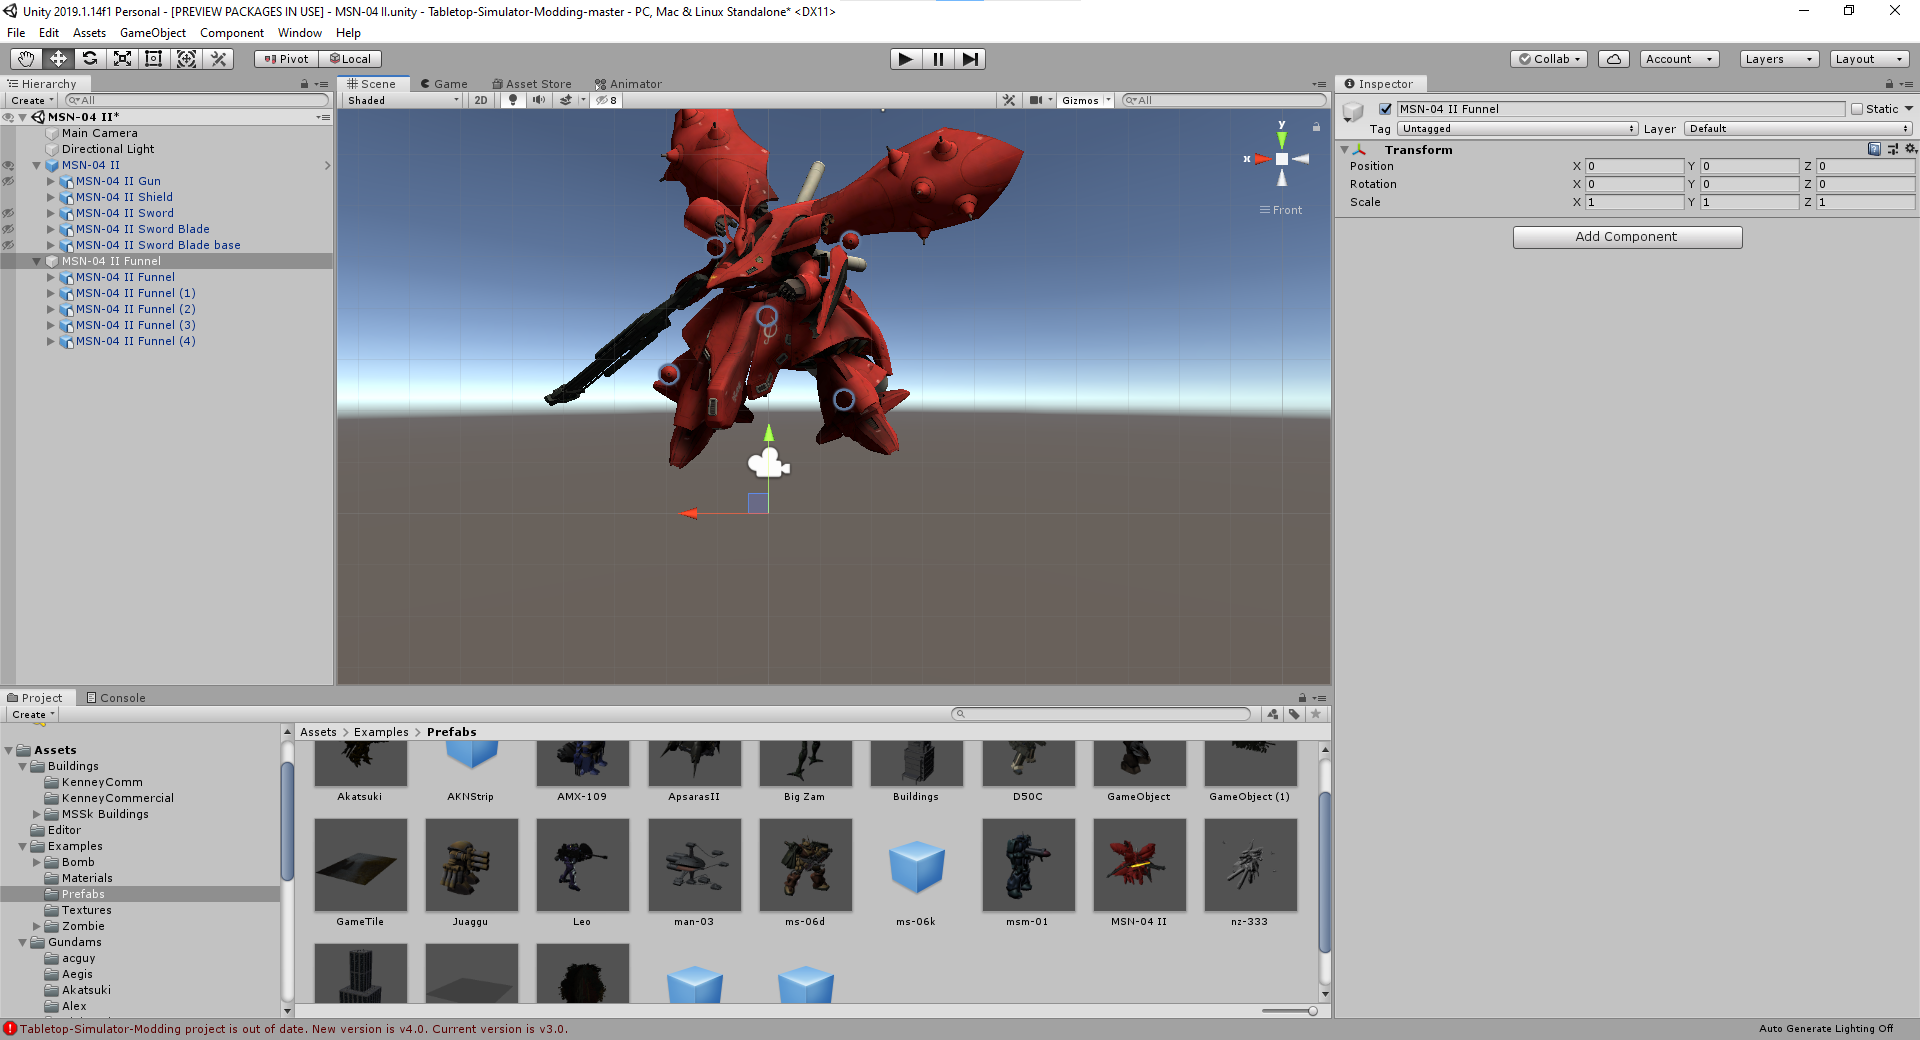 Unity 2019.1.14f1 Personal - [PREVIEW PACKAGES IN USE] - MSN-04 II.unity - Tabletop-Simulator-Modding-master - PC, Mac & Linux Standalone* <DX11>
File Edit Assets GameObject Component Window Help
Pivot Local Collab Account Layers Layout
Hierarchy
Create All
MSN-04 II*
Main Camera
Directional Light
MSN-04 II
MSN-04 II Gun
MSN-04 II Shield
MSN-04 II Sword
MSN-04 II Sword Blade
MSN-04 II Sword Blade base
MSN-04 II Funnel
MSN-04 II Funnel
MSN-04 II Funnel (1)
MSN-04 II Funnel (2)
MSN-04 II Funnel (3)
MSN-04 II Funnel (4)
Scene Game Asset Store Animator
Shaded 2D 8 Gizmos All
y
x
Front
Inspector
MSN-04 II Funnel Static
Tag Untagged Layer Default
Transform
Position X 0 Y 0 Z 0
Rotation X 0 Y 0 Z 0
Scale X 1 Y 1 Z 1
Add Component
Project Console
Create
Assets
Buildings
KenneyComm
KenneyCommercial
MSSk Buildings
Editor
Examples
Bomb
Materials
Prefabs
Textures
Zombie
Gundams
acguy
Aegis
Akatsuki
Alex
Assets > Examples > Prefabs
Akatsuki AKNStrip AMX-109 ApsarasII Big Zam Buildings D50C GameObject GameObject (1)
GameTile Juaggu Leo man-03 ms-06d ms-06k msm-01 MSN-04 II nz-333
Tabletop-Simulator-Modding project is out of date. New version is v4.0. Current version is v3.0.
Auto Generate Lighting Off